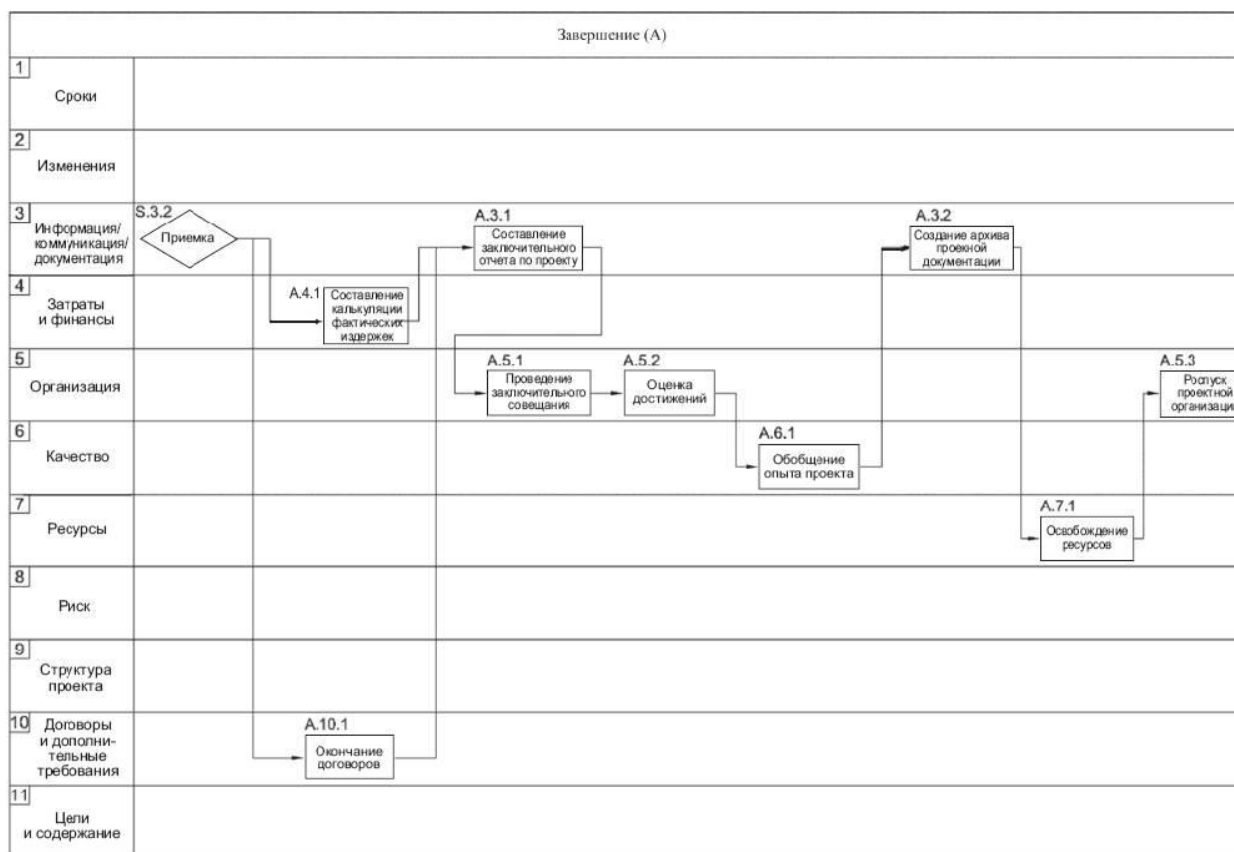 Завершение (А)
1
Сроки
2
Изменения
3
Информация/
коммуникация/
документация
S.3.2
Приемка
A.3.1
Составление
заключительного
отчета по проекту
A.3.2
Создание архива
проекной
документации
4
Затраты
и финансы
A.4.1
Составление
калькуляции
фактических
издержек
5
Организация
A.5.1
Проведение
заключительного
совещания
A.5.2
Оценка
достижений
A.5.3
Роспуск
проектной
организации
6
Качество
A.6.1
Обобщение
опыта проекта
7
Ресурсы
A.7.1
Освобождение
ресурсов
8
Риск
9
Структура
проекта
10
Договоры
и дополни-
тельные
требования
A.10.1
Окончание
договоров
11
Цели
и содержание